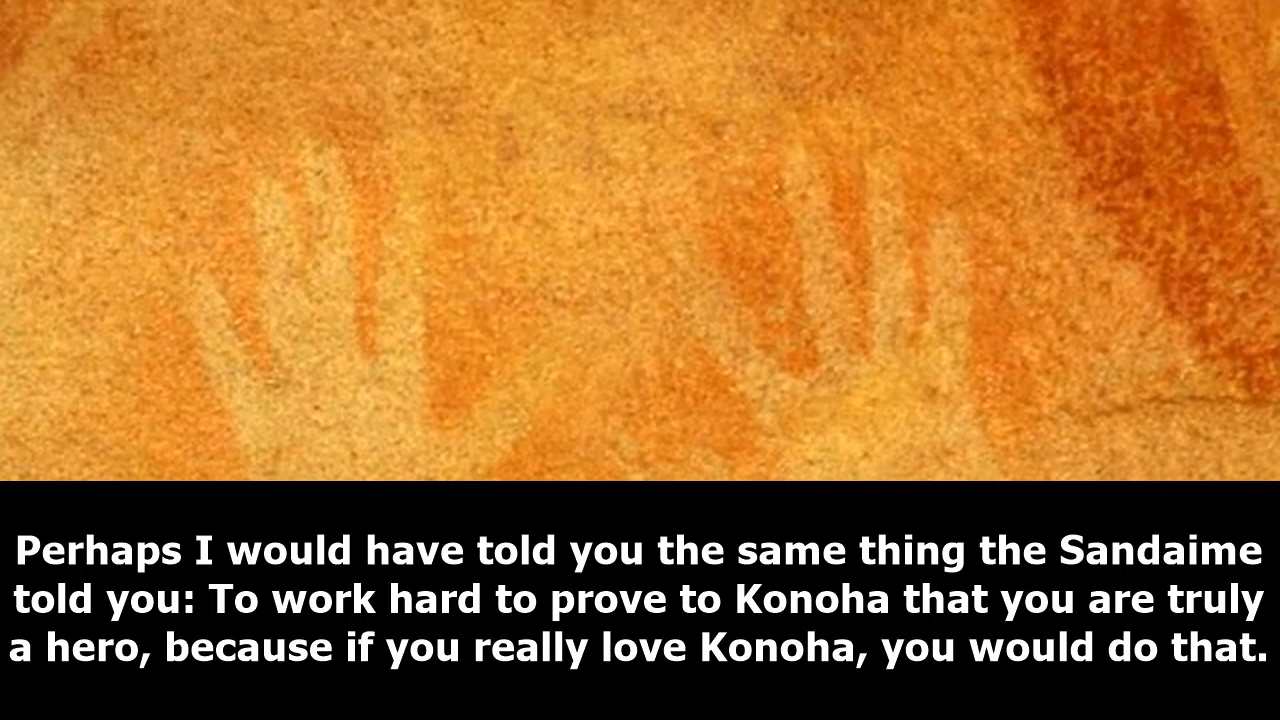 Perhaps I would have told you the same thing the Sandaime
told you: To work hard to prove to Konoha that you are truly
a hero, because if you really love Konoha, you would do that.